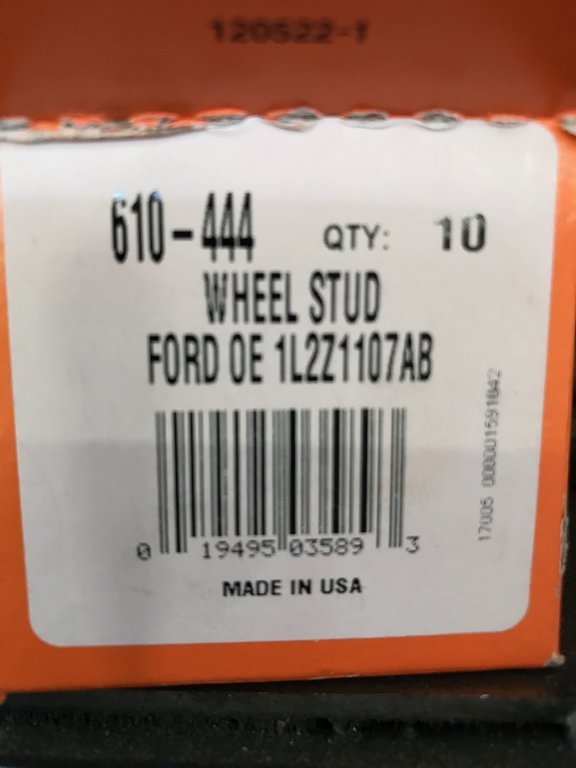 120522-1
610-444 QTY: 10
WHEEL STUD
FORD OE 1L2Z1107AB
17005 0000001591842
0 19495 03589 3
MADE IN USA